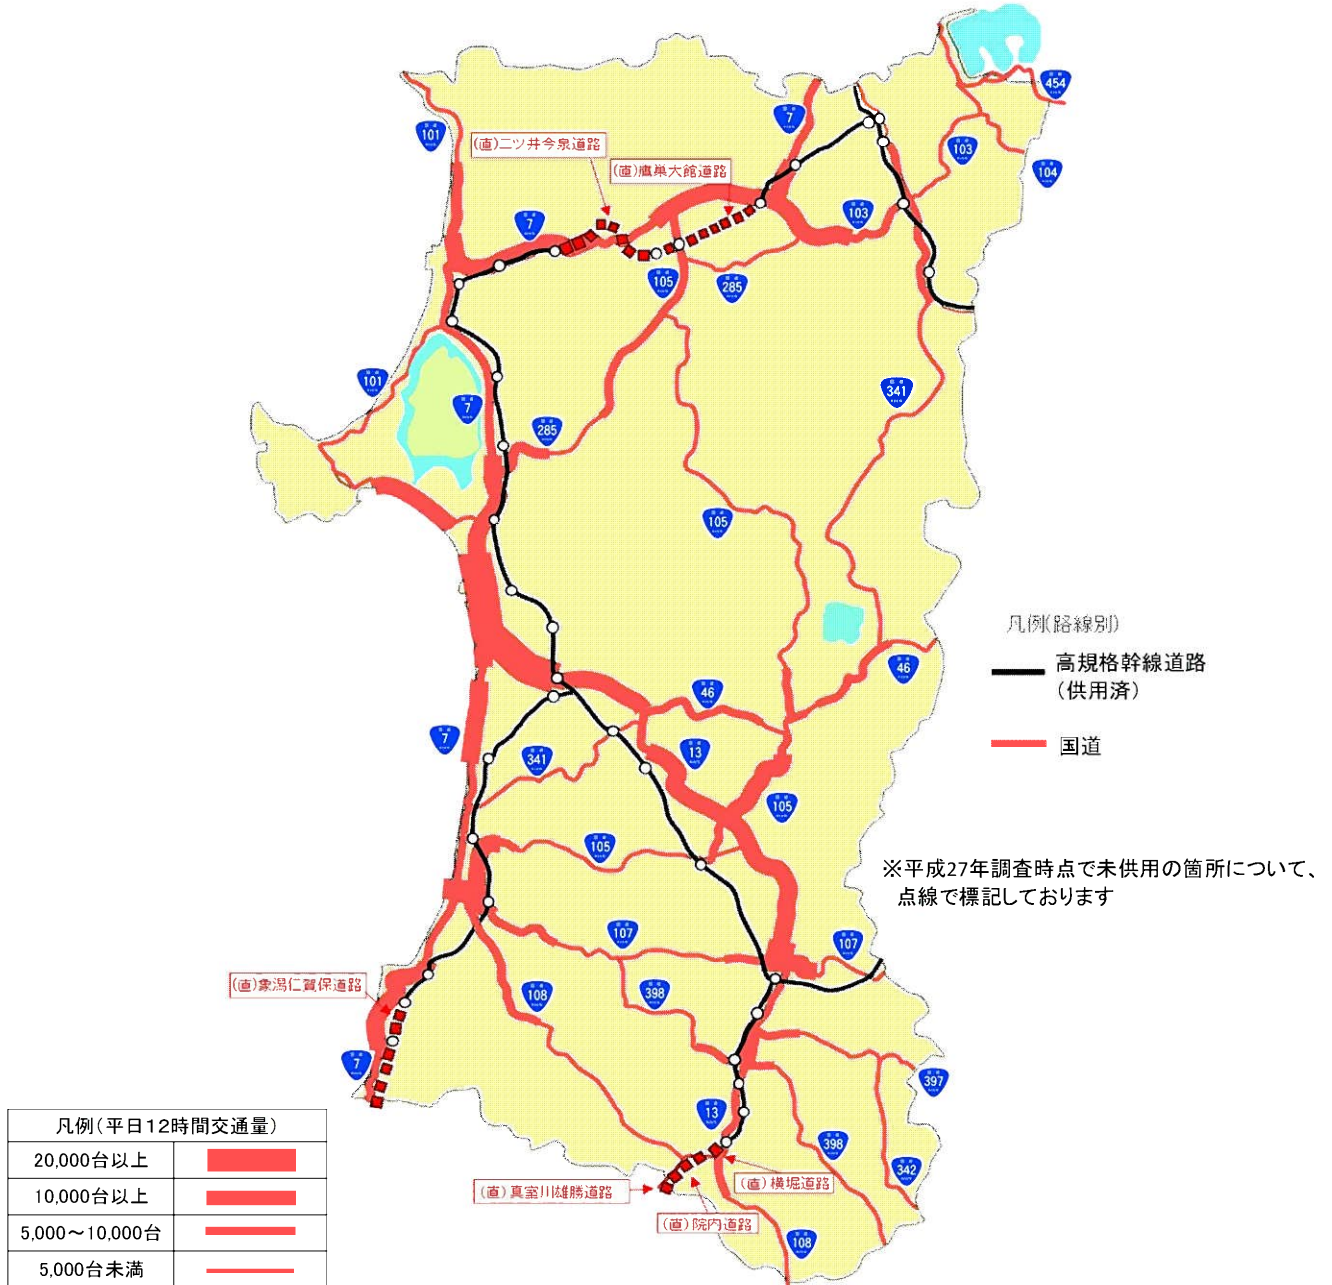 454
7
101
(直)二ツ井今泉道路
103
(直)鷹巣大館道路
104
103
7
105
285
101
341
7
285
105
凡例(路線別)
高規格幹線道路
(供用済)
46
46
国道
7
13
341
105
105
※平成27年調査時点で未供用の箇所について、
点線で標記しております
107
107
(直)象潟仁賀保道路
108
398
7
397
13
398
342
(直)真室川雄勝道路
(直)横堀道路
(直)院内道路
108
凡例(平日12時間交通量)
20,000台以上
10,000台以上
5,000～10,000台
5,000台未満